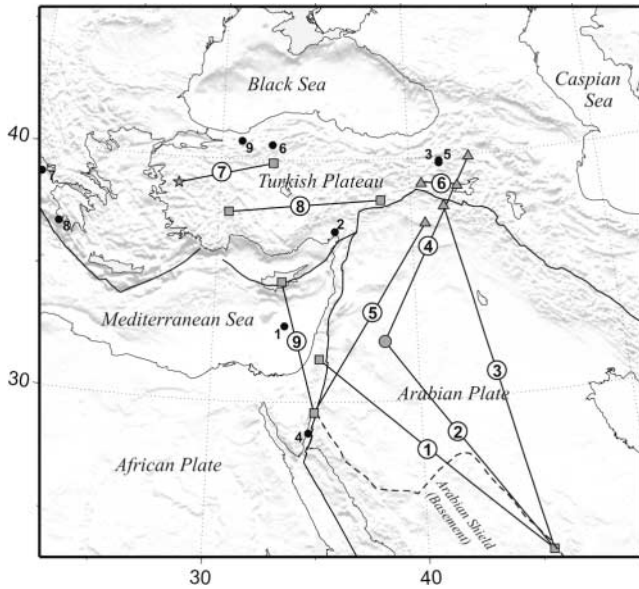 Black Sea
Caspian
Sea
40
9
6
3
5
7
7
6
Turkish Plateau
8
8
2
4
5
Mediterranean Sea
1
9
3
30
Arabian Plate
2
4
1
African Plate
Arabian Shield
(Basement)
30
40